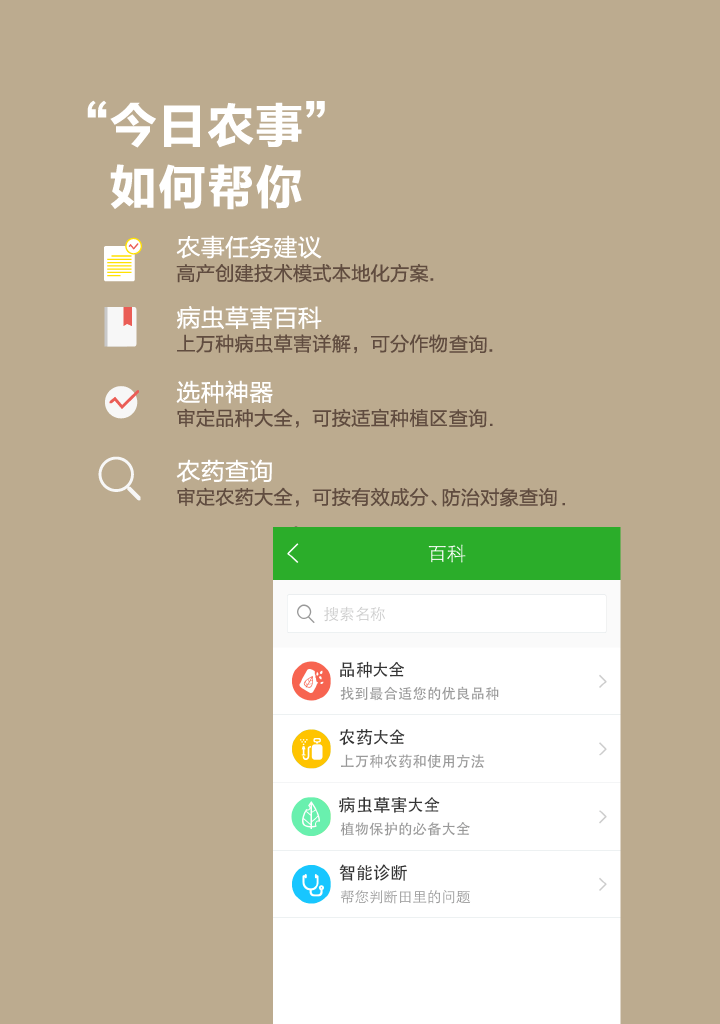 “今日农事”
如何帮你
农事任务建议
高产创建技术模式本地化方案.
病虫草害百科
上万种病虫草害详解，可分作物查询.
选种神器
审定品种大全，可按适宜种植区查询.
农药查询
审定农药大全，可按有效成分、防治对象查询.
百科
搜索名称
品种大全
找到最合适您的优良品种
农药大全
上万种农药和使用方法
病虫草害大全
植物保护的必备大全
智能诊断
帮您判断田里的问题